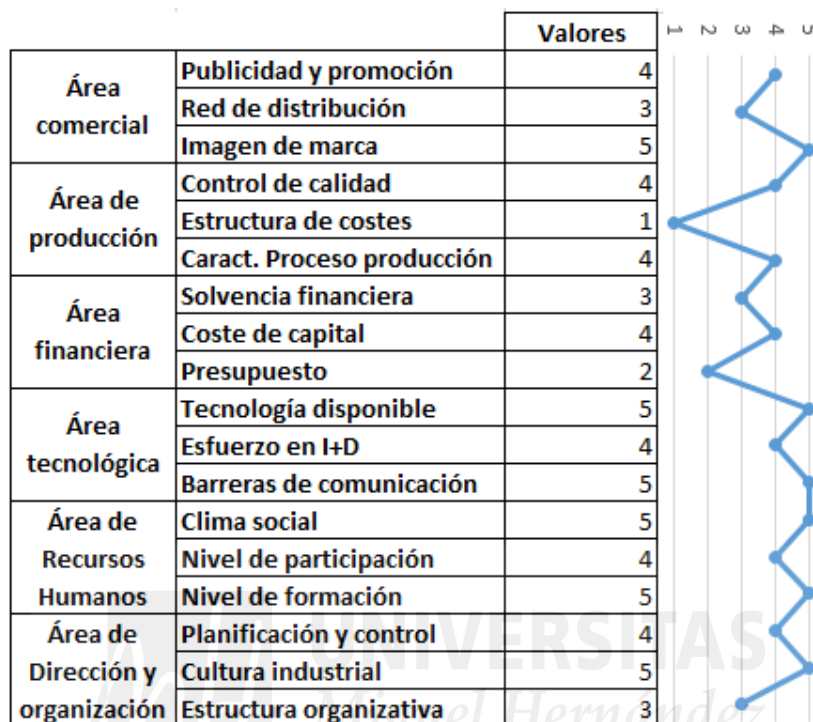 Valores 1 2 3 4 5
Área comercial
Publicidad y promoción 4
Red de distribución 3
Imagen de marca 5
Área de producción
Control de calidad 4
Estructura de costes 1
Caract. Proceso producción 4
Área financiera
Solvencia financiera 3
Coste de capital 4
Presupuesto 2
Área tecnológica
Tecnología disponible 5
Esfuerzo en I+D 4
Barreras de comunicación 5
Área de Recursos Humanos
Clima social 5
Nivel de participación 4
Nivel de formación 5
Área de Dirección y organización
Planificación y control 4
Cultura industrial 5
Estructura organizativa 3
UNIVERSITAS
Miguel Hernández